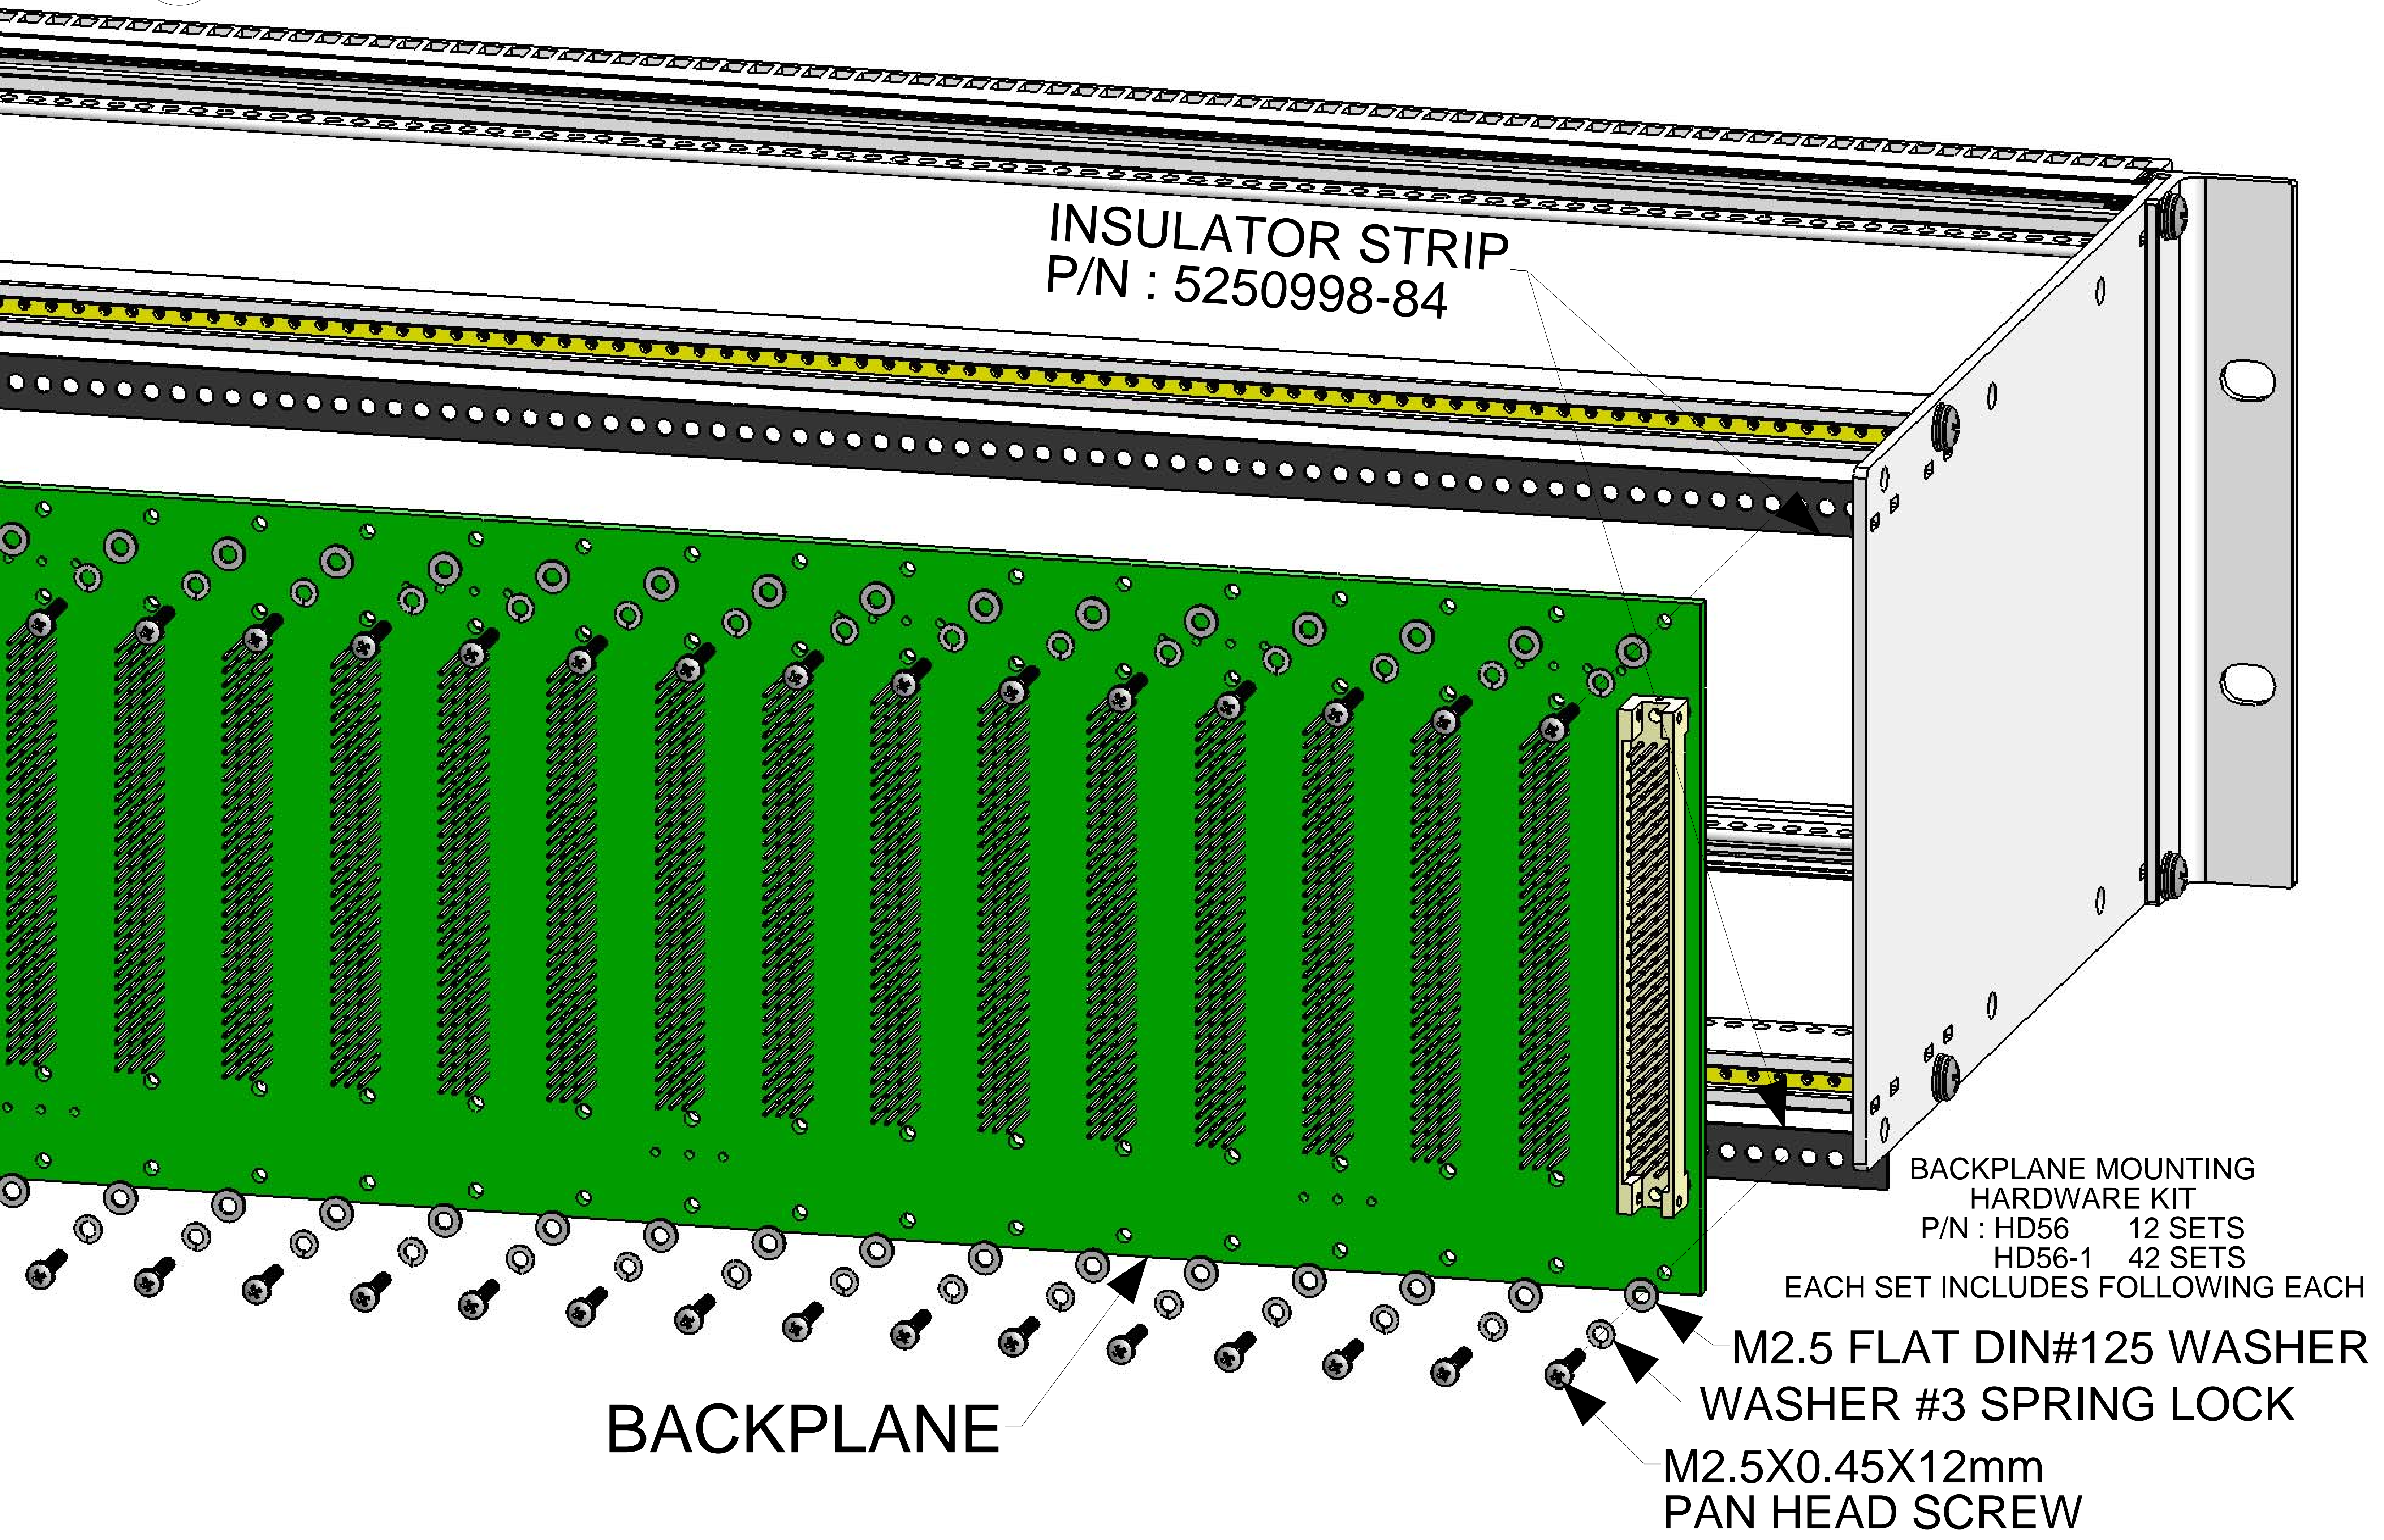 INSULATOR STRIP
P/N : 5250998-84
BACKPLANE MOUNTING
HARDWARE KIT
P/N : HD56 12 SETS
HD56-1 42 SETS
EACH SET INCLUDES FOLLOWING EACH
M2.5 FLAT DIN#125 WASHER
WASHER #3 SPRING LOCK
M2.5X0.45X12mm
PAN HEAD SCREW
BACKPLANE